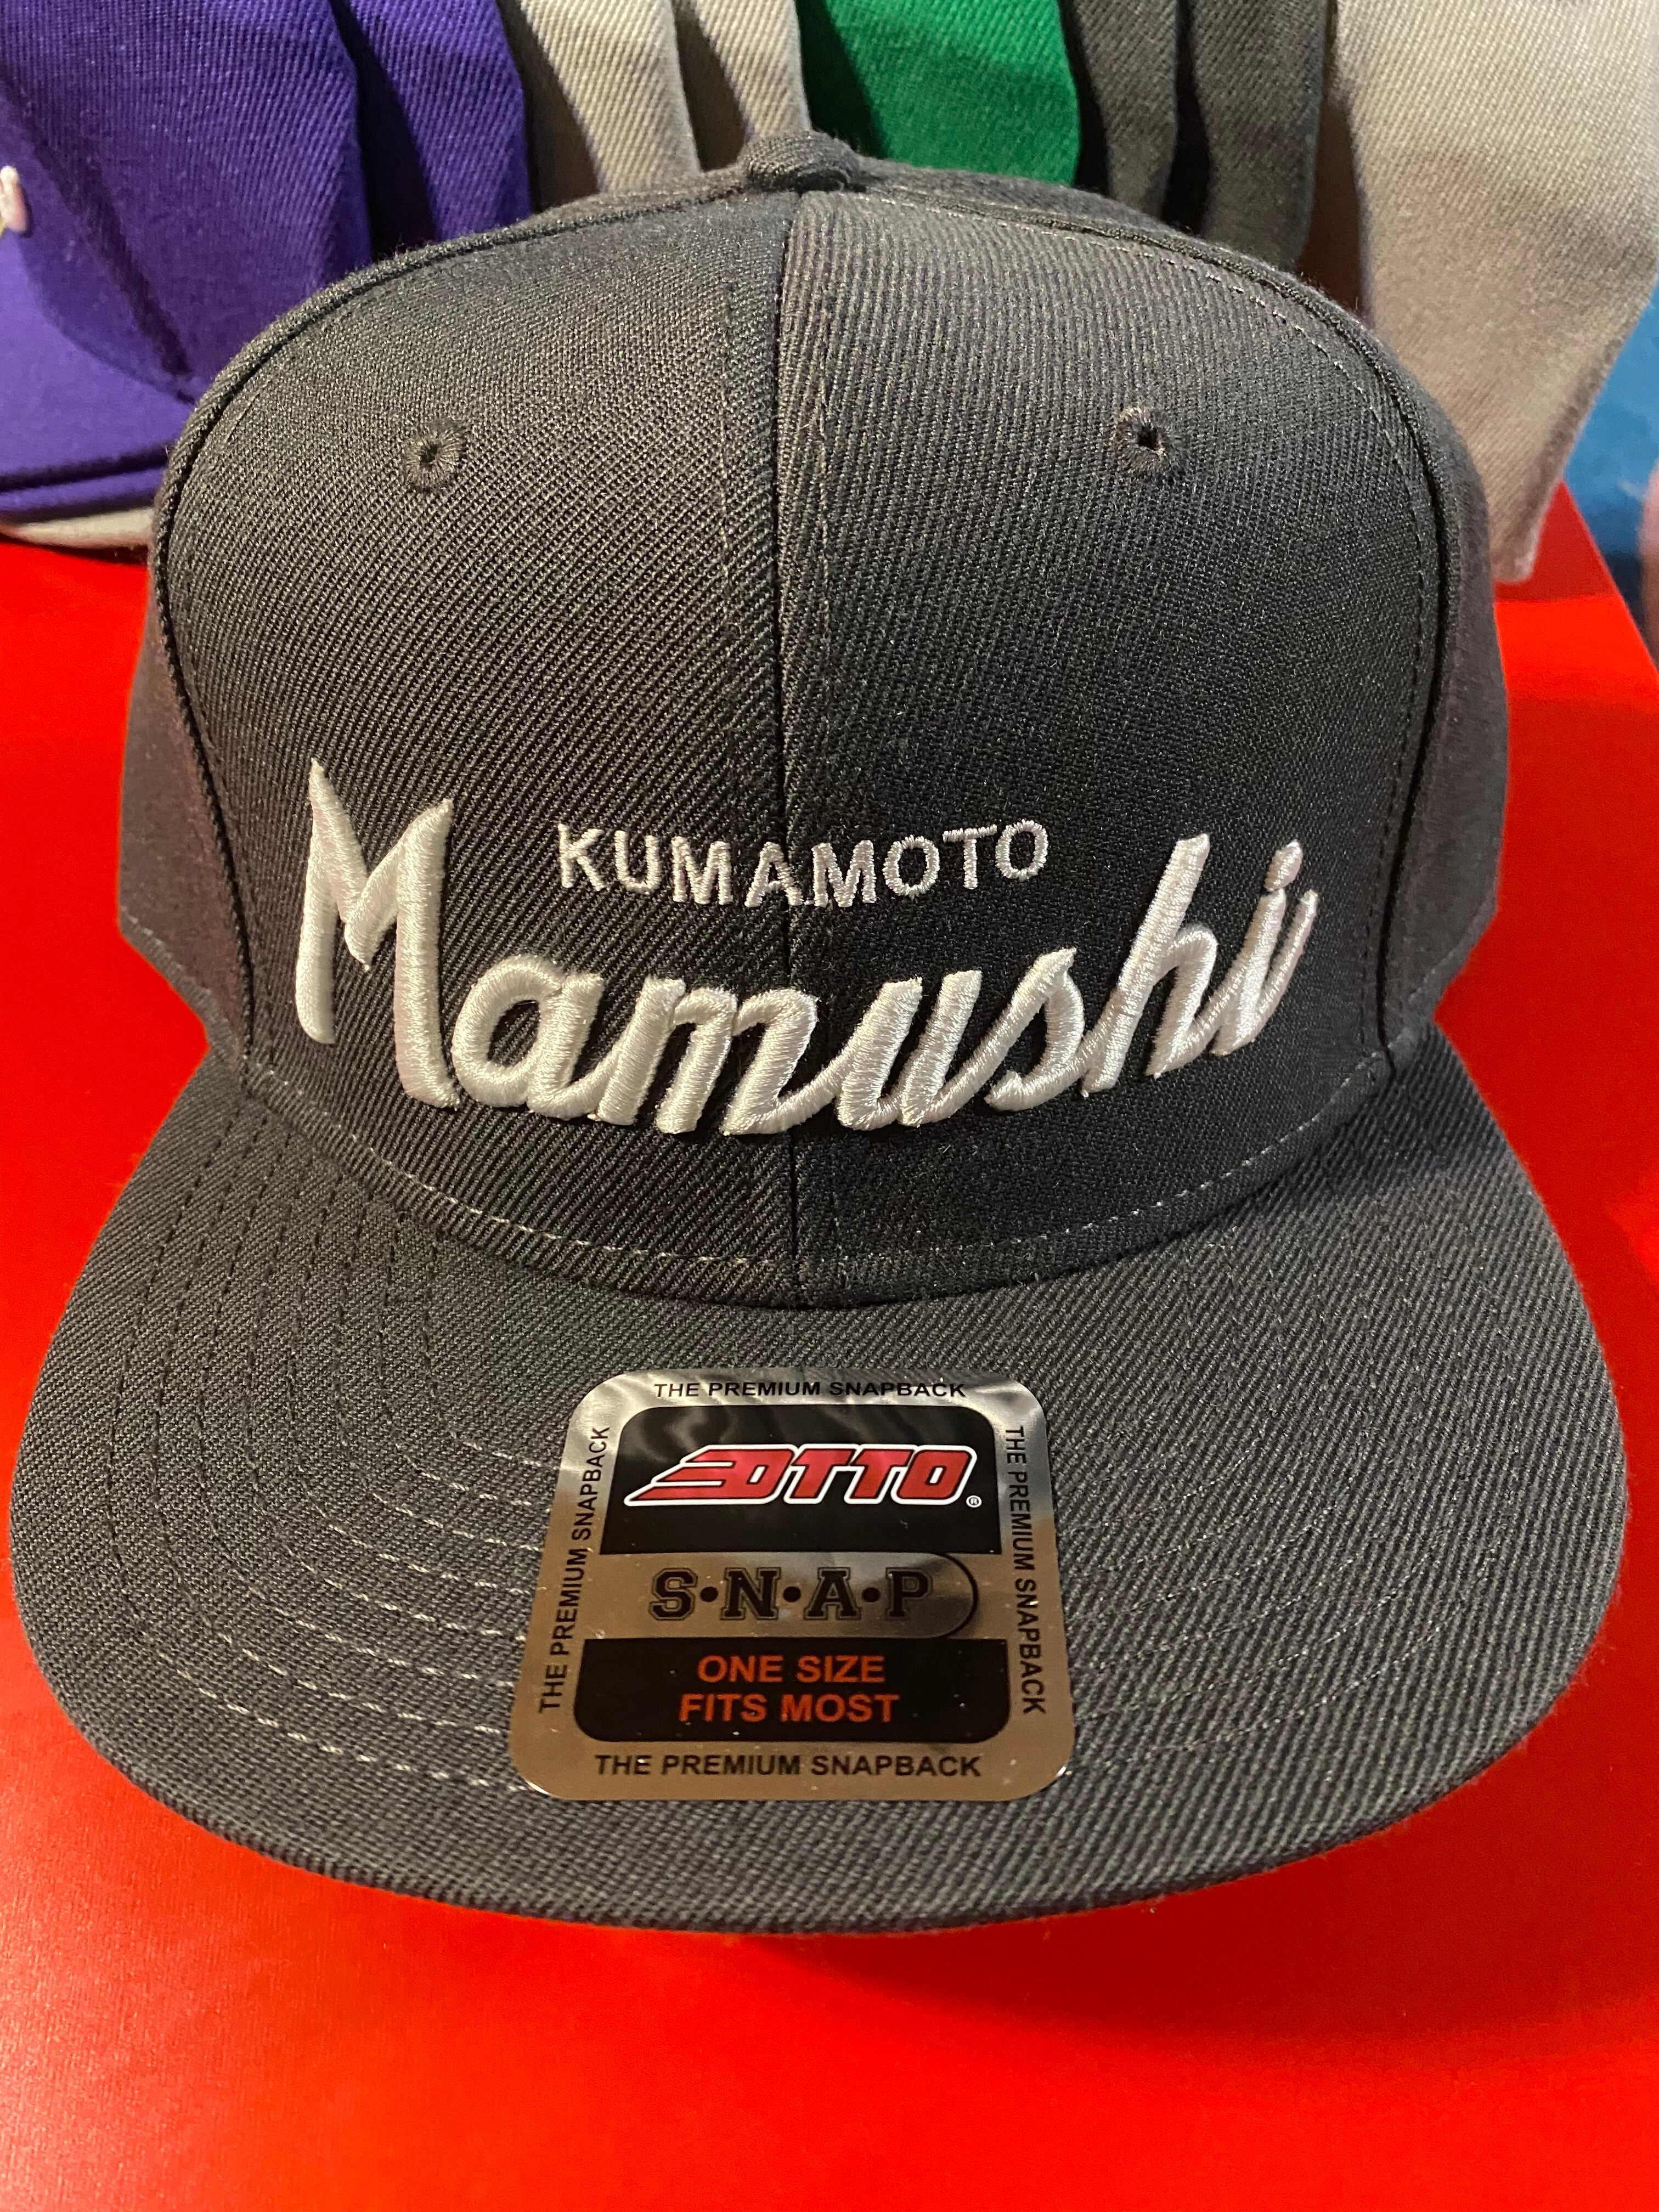 KUMAMOTO
Mamushi
THE PREMIUM SNAPBACK
THE PREMIUM SNAPBACK
OTTO®
THE PREMIUM SNAPBACK
S•N•A•P
ONE SIZE
FITS MOST
THE PREMIUM SNAPBACK